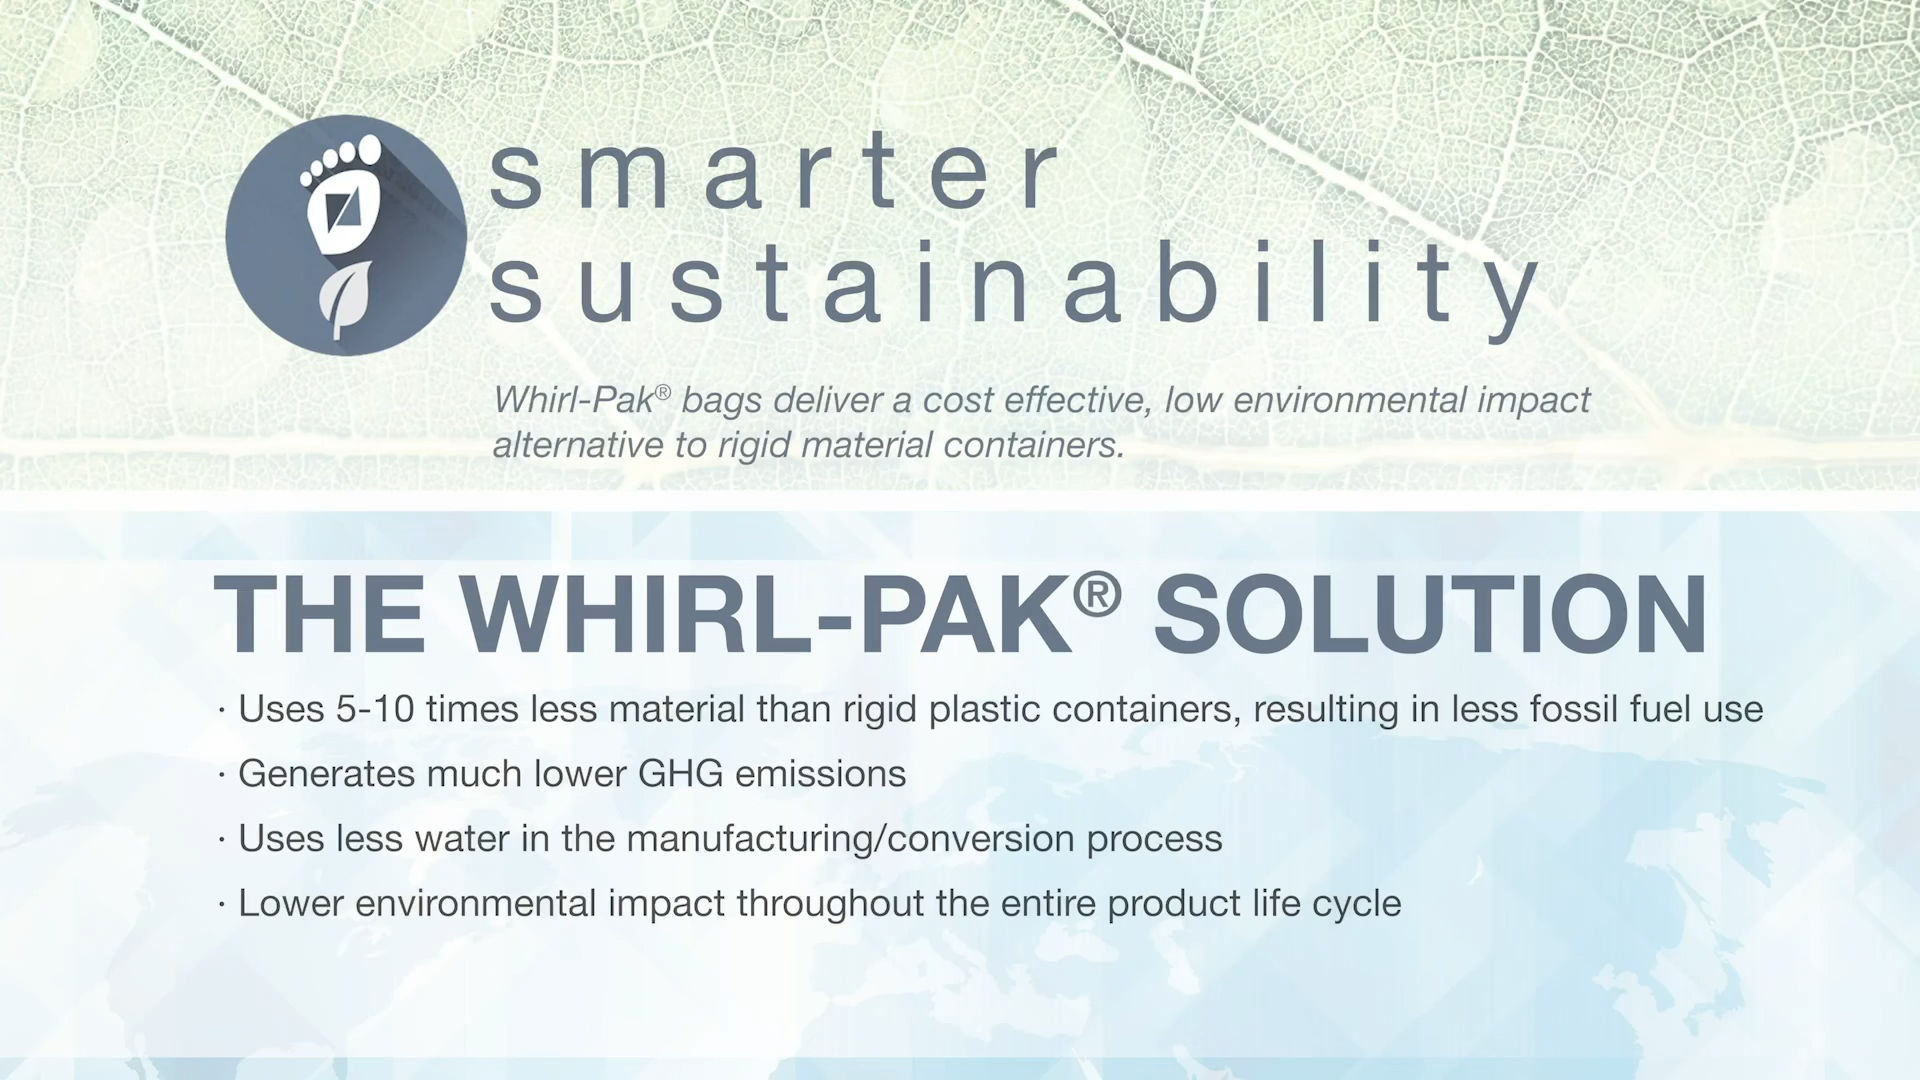 smarter
sustainability
Whirl-Pak® bags deliver a cost effective, low environmental impact
alternative to rigid material containers.
THE WHIRL-PAK® SOLUTION
· Uses 5-10 times less material than rigid plastic containers, resulting in less fossil fuel use
· Generates much lower GHG emissions
· Uses less water in the manufacturing/conversion process
· Lower environmental impact throughout the entire product life cycle